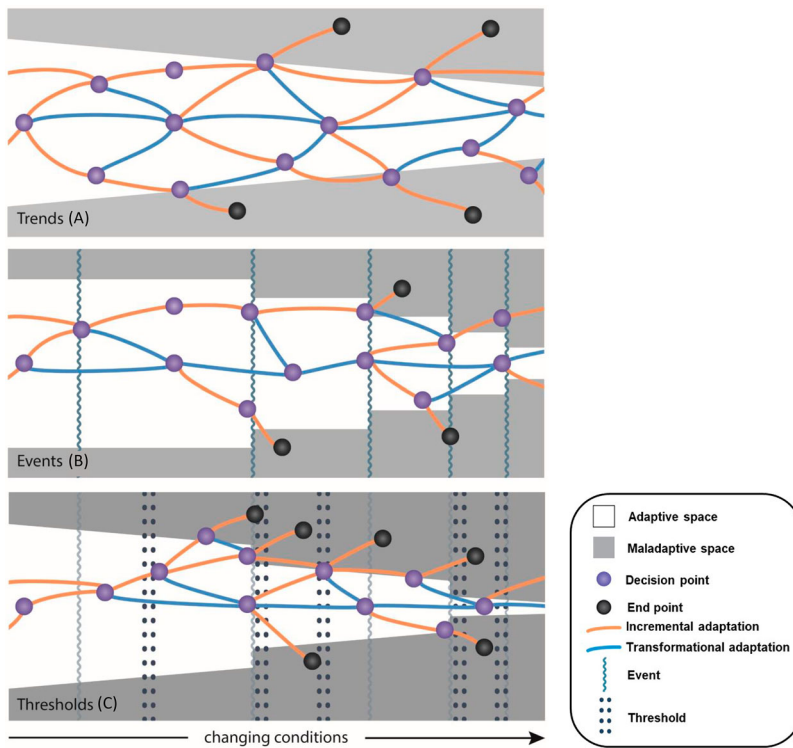 Trends (A)
Events (B)
Thresholds (C)
changing conditions
Adaptive space
Maladaptive space
Decision point
End point
Incremental adaptation
Transformational adaptation
Event
Threshold